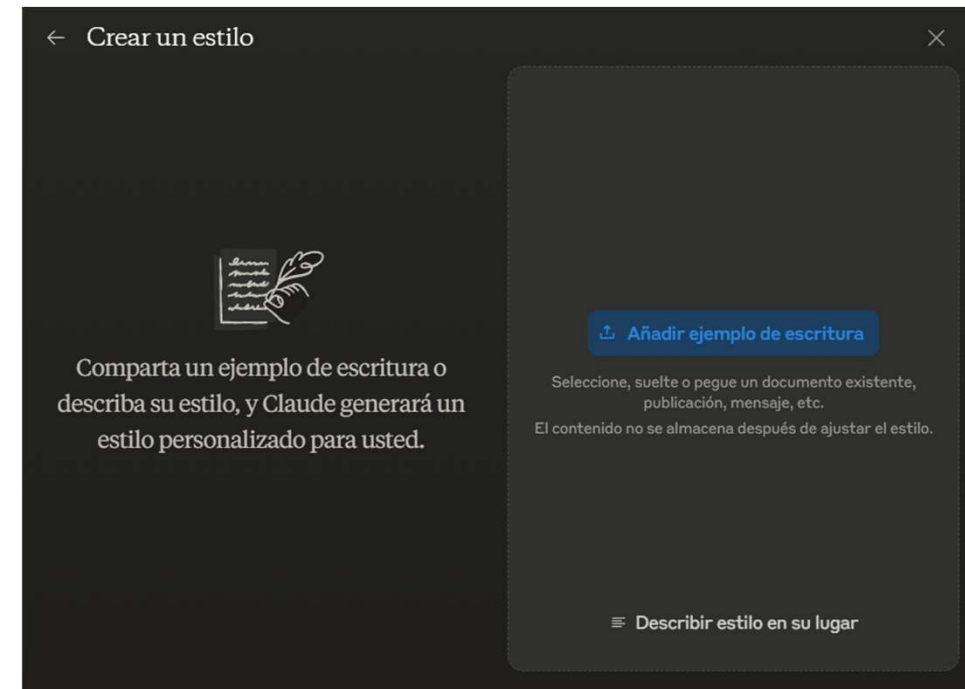 Crear un estilo
Comparta un ejemplo de escritura o
describa su estilo, y Claude generará un
estilo personalizado para usted.
Añadir ejemplo de escritura
Seleccione, suelte o pegue un documento existente,
publicación, mensaje, etc.
El contenido no se almacena después de ajustar el estilo.
Describir estilo en su lugar